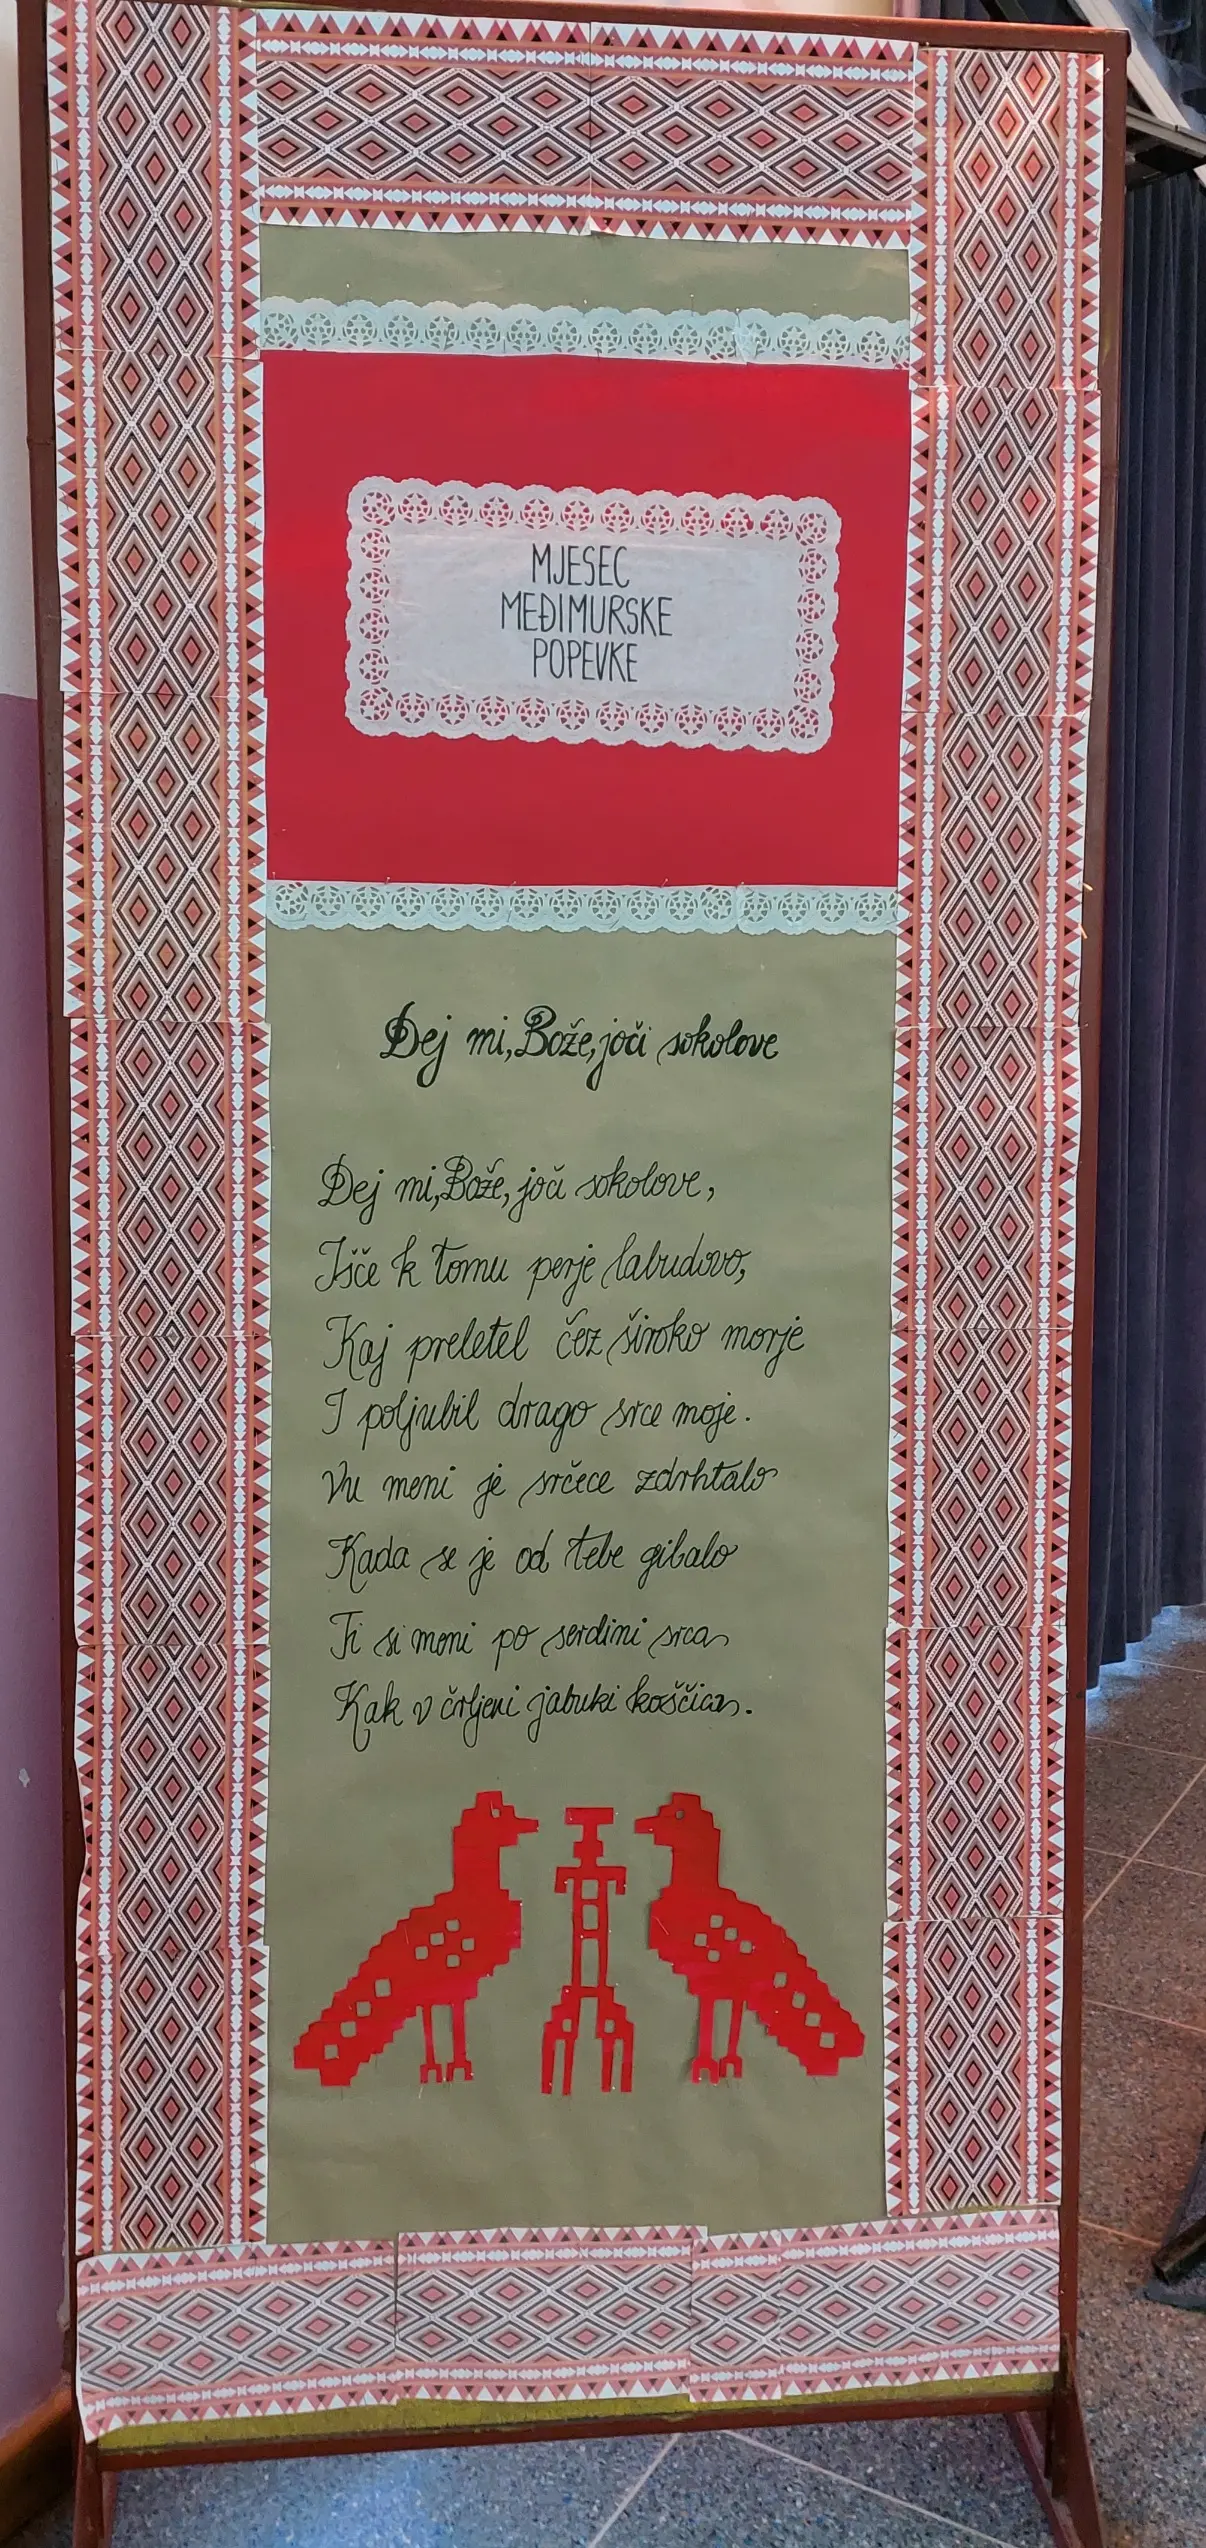 MJESEC
MEĐIMURSKE
POPEVKE
Dej mi, Bože, joči sokolove
Dej mi, Bože, joči sokolove,
Išče k tomu perje labudovo,
Kaj preletel čez široko morje
I poljubil drago srce moje.
Vu meni je srčece zdrhtalo
Kada se je od tebe gibalo
Ti si meni po serdini srca
Kak v črljeni jabuki koščica.